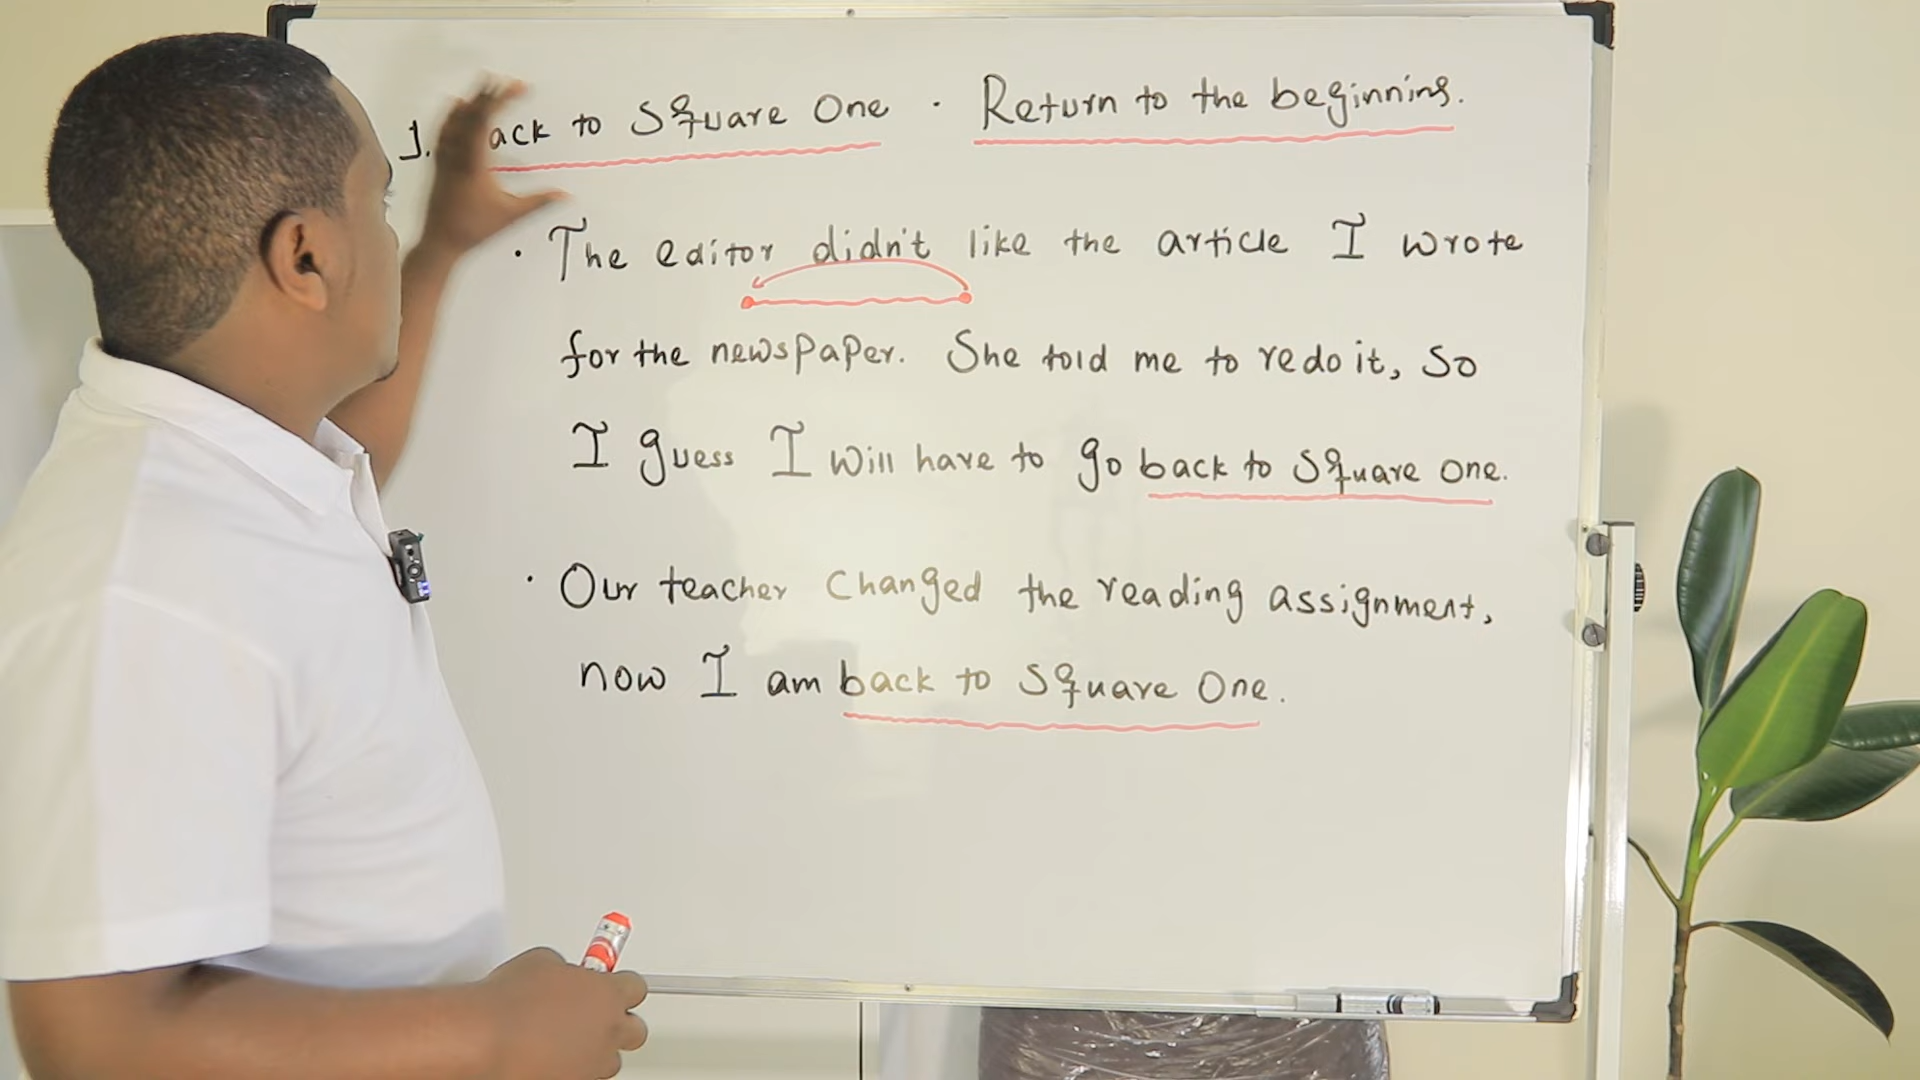 1. ack to Square One · Return to the beginning.
· The editor didn't like the article I wrote
for the newspaper. She told me to redo it, so
I guess I will have to go back to square one.
· Our teacher changed the reading assignment,
now I am back to square One.